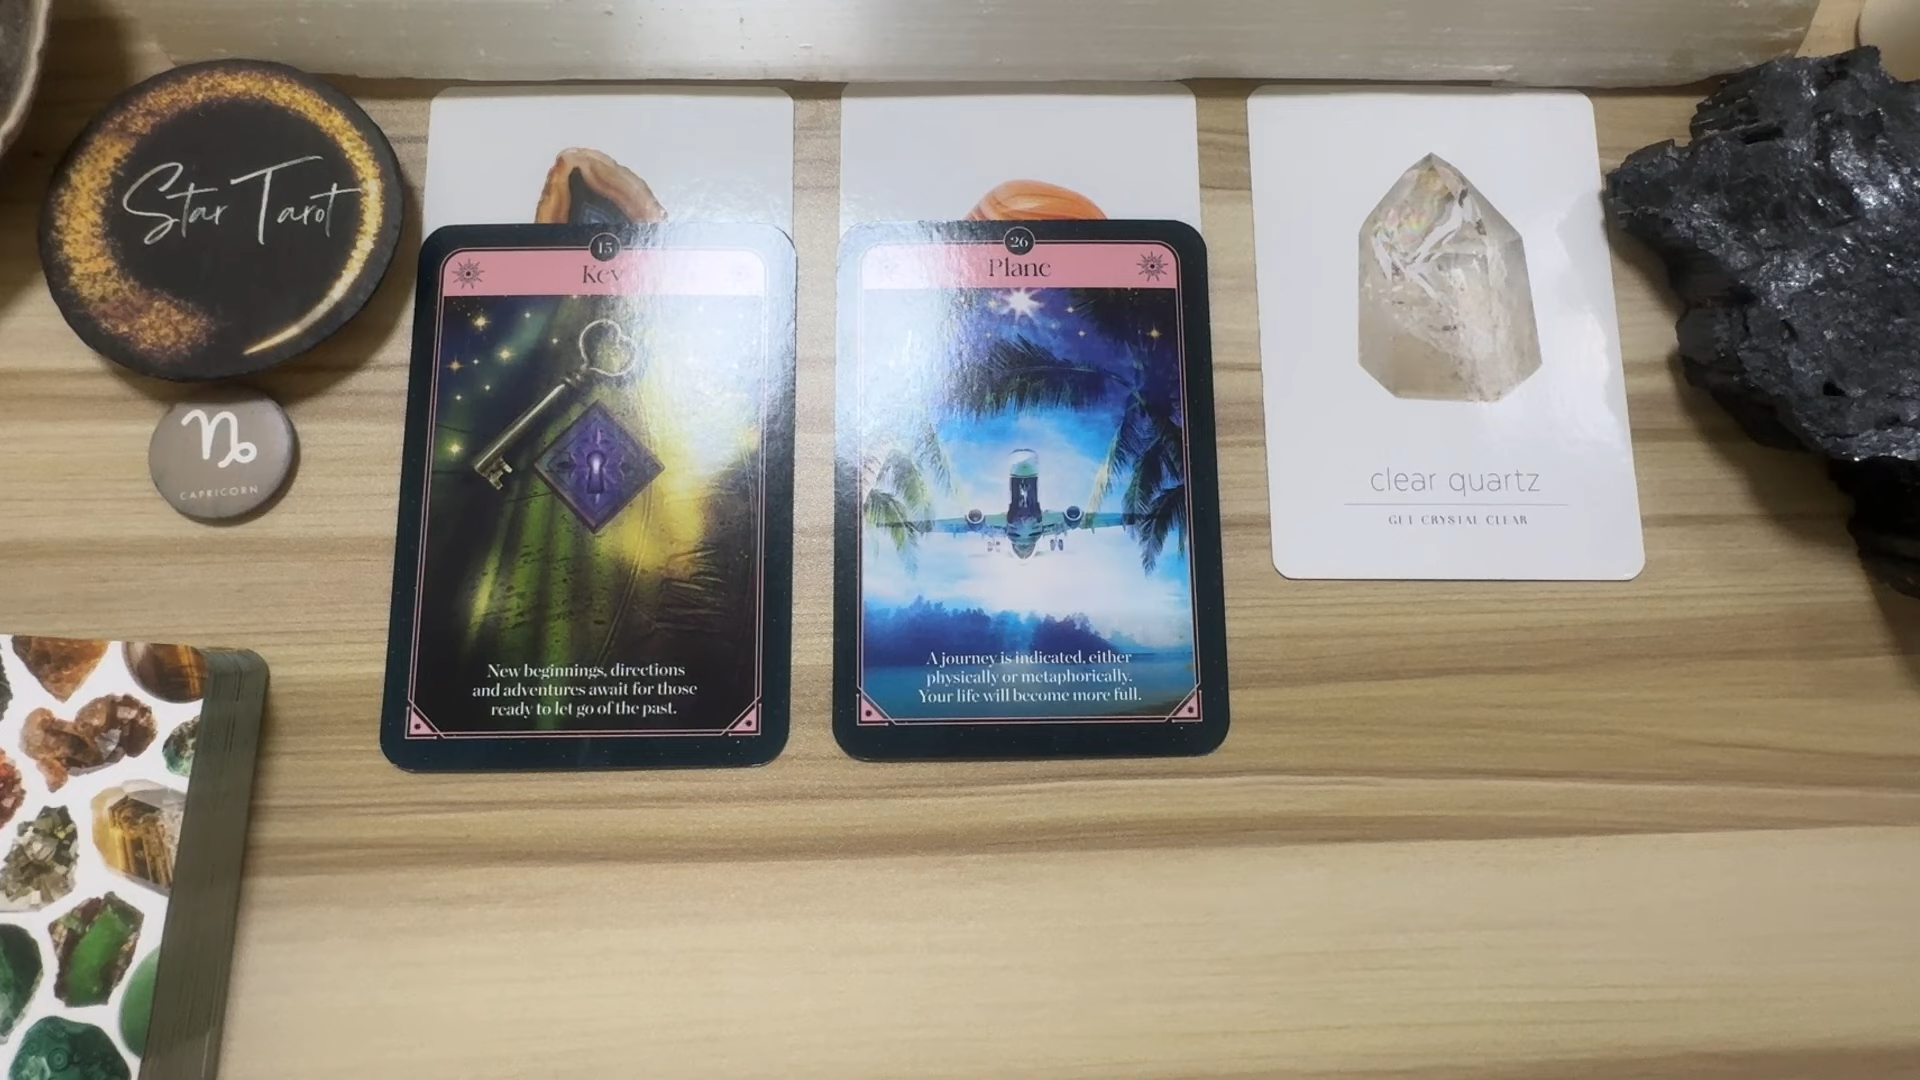 Star Tarot
CAPRICORN
15
Key
New beginnings, directions
and adventures await for those
ready to let go of the past.
26
Plane
A journey is indicated, either
physically or metaphorically.
Your life will become more full.
clear quartz
GET CRYSTAL CLEAR